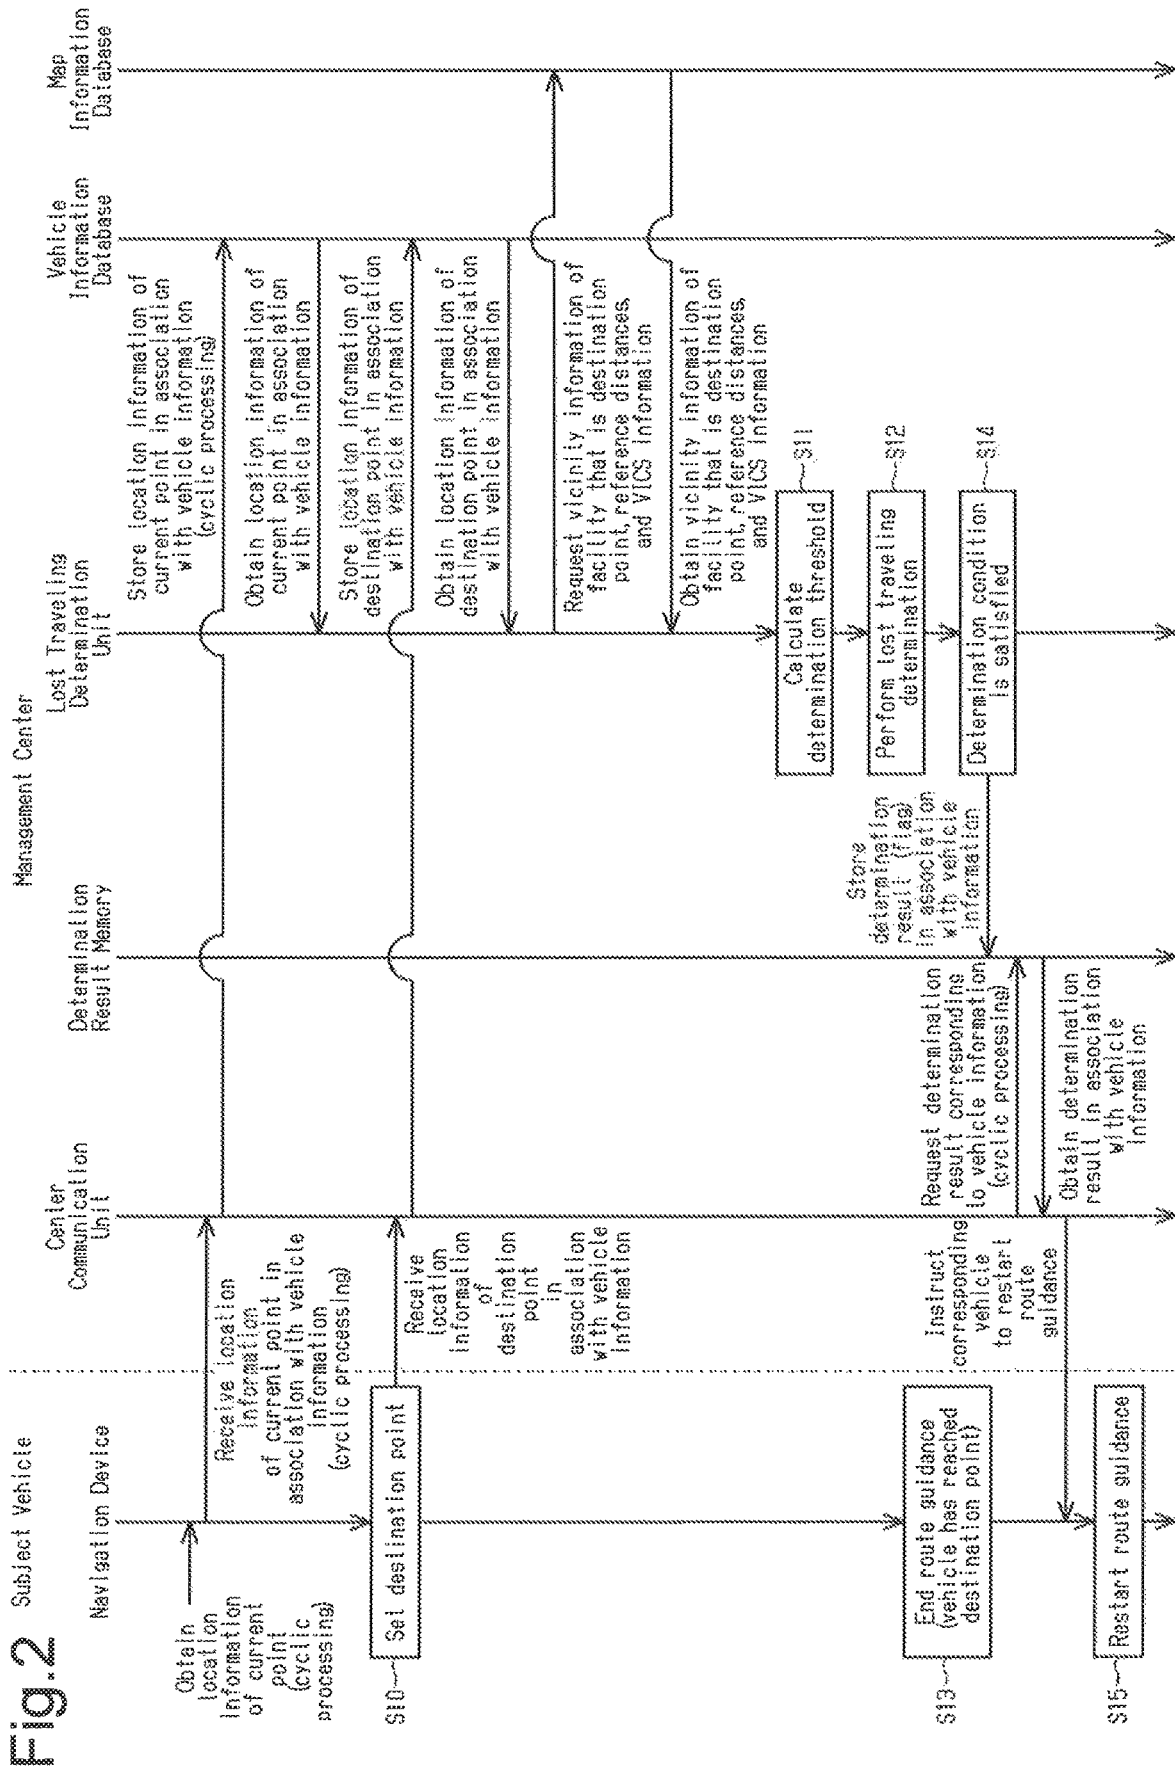 Fig.2
Subject Vehicle
Management Center
Navigation Device
Center
Communication
Unit
Determination
Result Memory
Lost Traveling
Determination
Unit
Vehicle
Information
Database
Map
Information
Database
Obtain
location
information
of current
point
(cyclic
processing)
Receive location
information
of current point in
association with vehicle
information
(cyclic processing)
Store location information of
current point in association
with vehicle information
(cyclic processing)
Obtain location information of
current point in association
with vehicle information
S10
Set destination point
Receive
location
information
of
destination
point
in
association
with vehicle
information
Store location information of
destination point in association
with vehicle information
Obtain location information of
destination point in association
with vehicle information
Request vicinity information of
facility that is destination
point, reference distances,
and VICS information
Obtain vicinity information of
facility that is destination
point, reference distances,
and VICS information
Calculate
determination threshold
S11
Perform lost traveling
determination
S12
S13
End route guidance
(vehicle has reached
destination point)
Determination condition
is satisfied
S14
Store
determination
result (flag)
in association
with vehicle
information
Request determination
result corresponding
to vehicle information
(cyclic processing)
Obtain determination
result in association
with vehicle
information
Instruct
corresponding
vehicle
to restart
route
guidance
S15
Restart route guidance